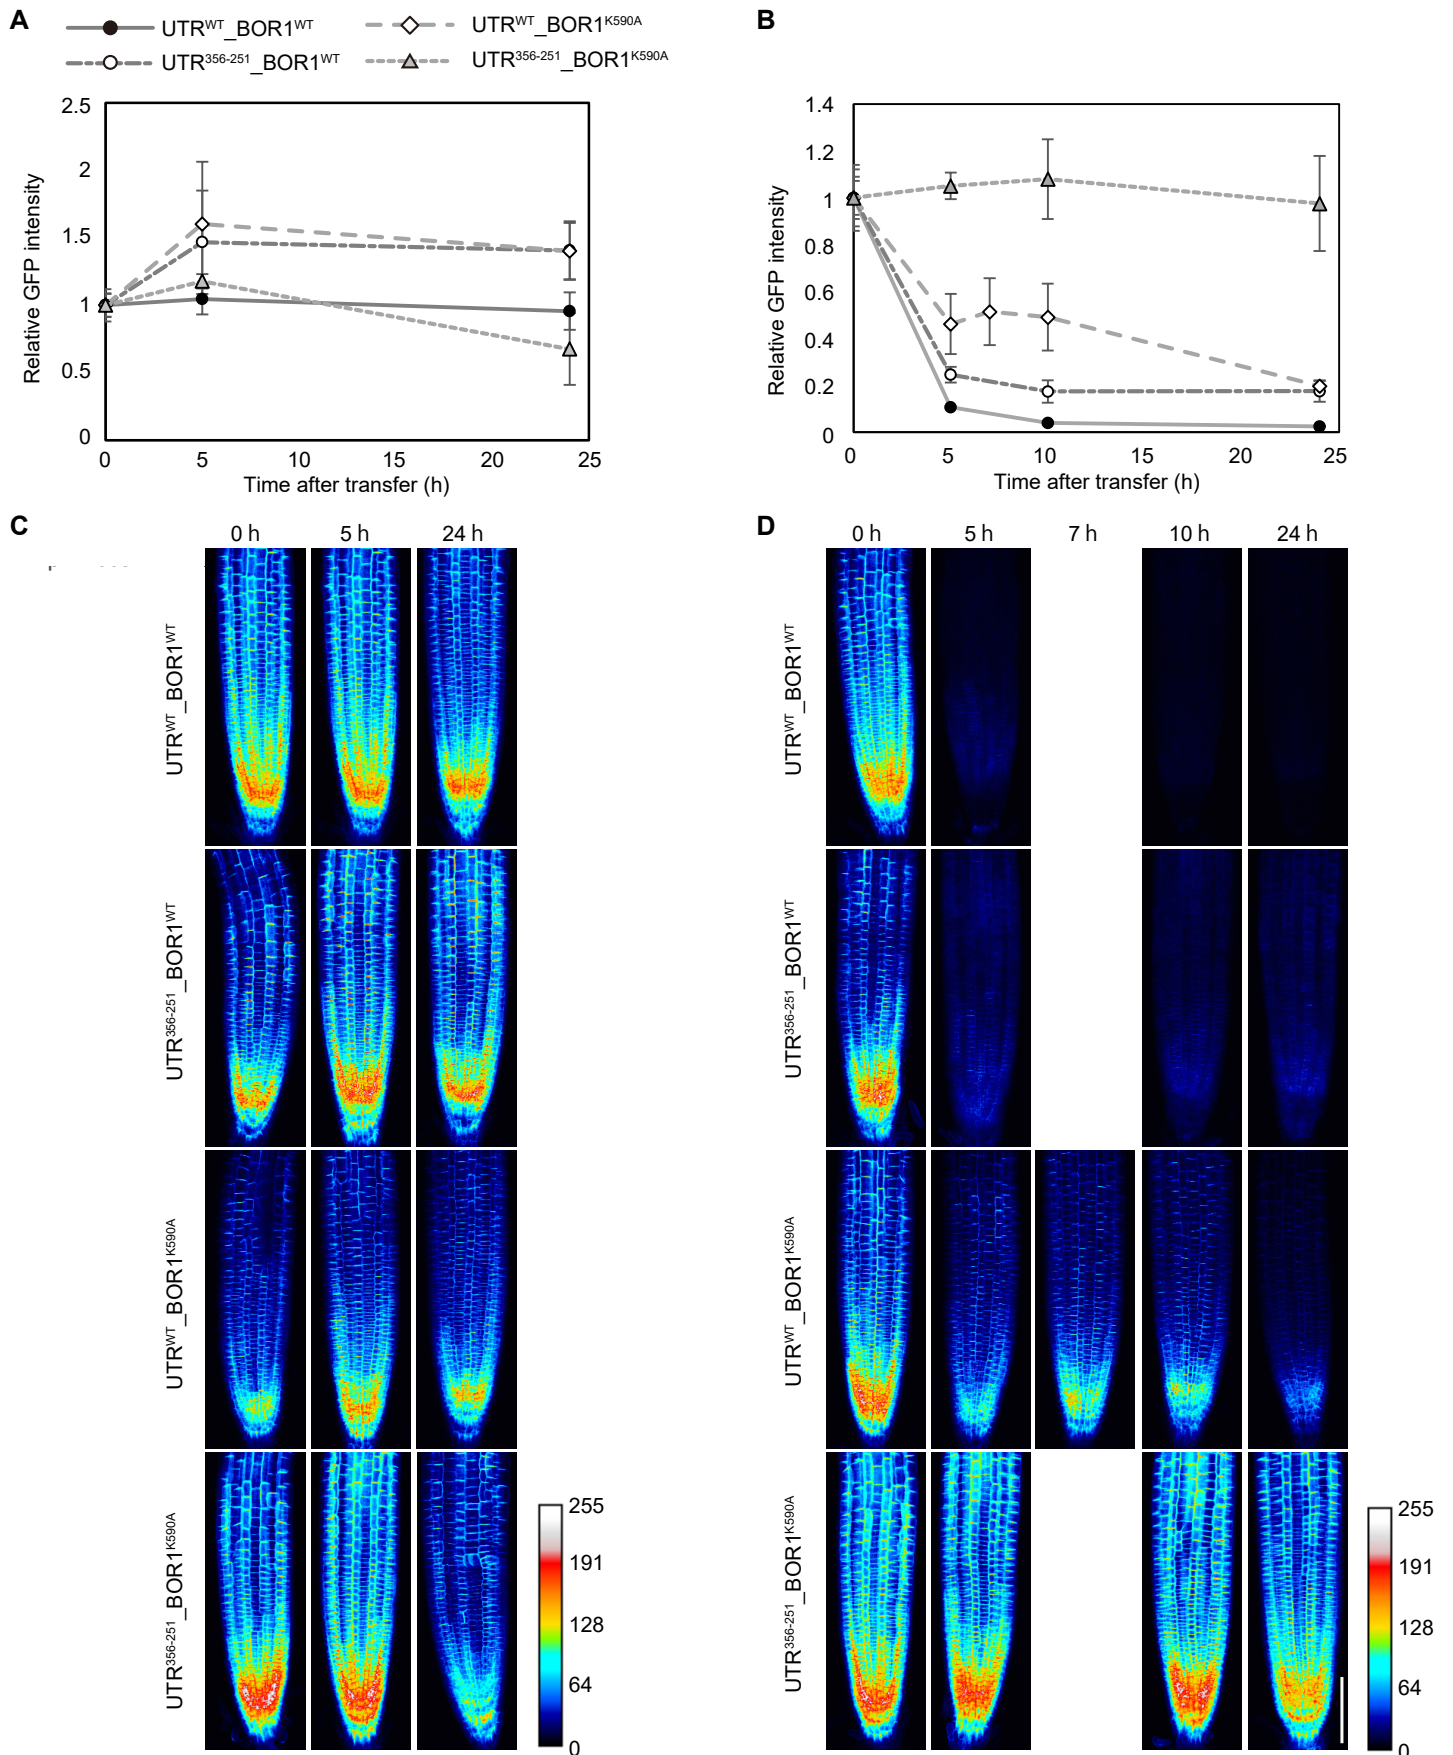 A
UTRWT_BOR1WT
UTRWT_BOR1K590A
UTR356-251_BOR1WT
UTR356-251_BOR1K590A
2.5
2
1.5
1
0.5
0
Relative GFP intensity
0 5 10 15 20 25
Time after transfer (h)
B
1.4
1.2
1
0.8
0.6
0.4
0.2
0
Relative GFP intensity
0 5 10 15 20 25
Time after transfer (h)
C
0 h 5 h 24 h
UTRWT_BOR1WT
UTR356-251_BOR1WT
UTRWT_BOR1K590A
UTR356-251_BOR1K590A
255
191
128
64
0
D
0 h 5 h 7 h 10 h 24 h
UTRWT_BOR1WT
UTR356-251_BOR1WT
UTRWT_BOR1K590A
UTR356-251_BOR1K590A
255
191
128
64
0